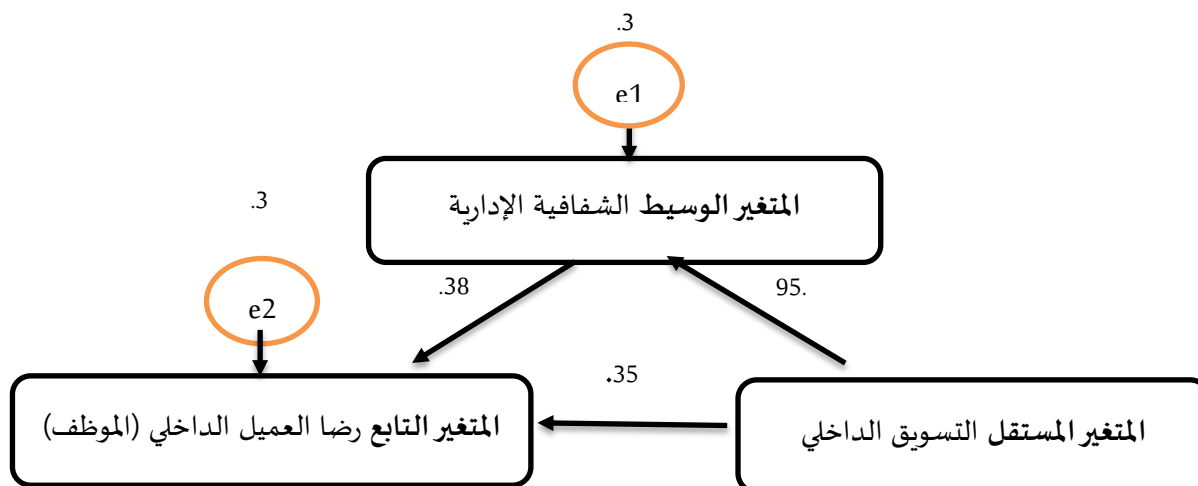 .3
e1
المتغير الوسيط الشفافية الإدارية
.3
.38
95.
e2
.35
المتغير المستقل التسويق الداخلي
المتغير التابع رضا العميل الداخلي (الموظف)